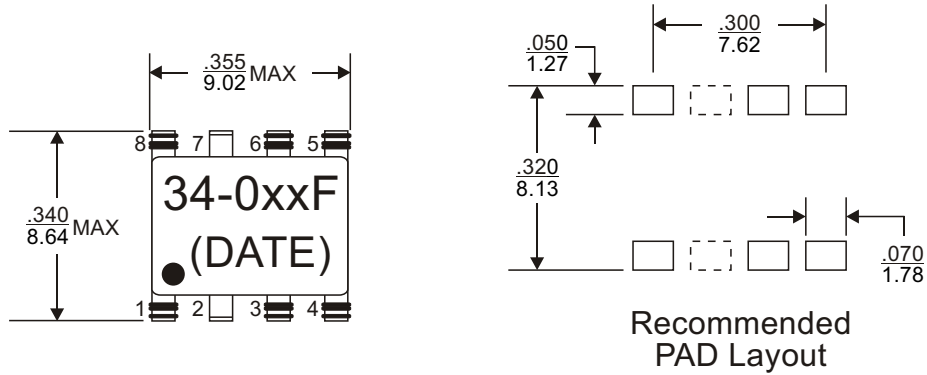 .355
9.02 MAX
8 7 6 5
.340
8.64 MAX
34-0xxF
(DATE)
1 2 3 4
.300
7.62
.050
1.27
.320
8.13
.070
1.78
Recommended
PAD Layout